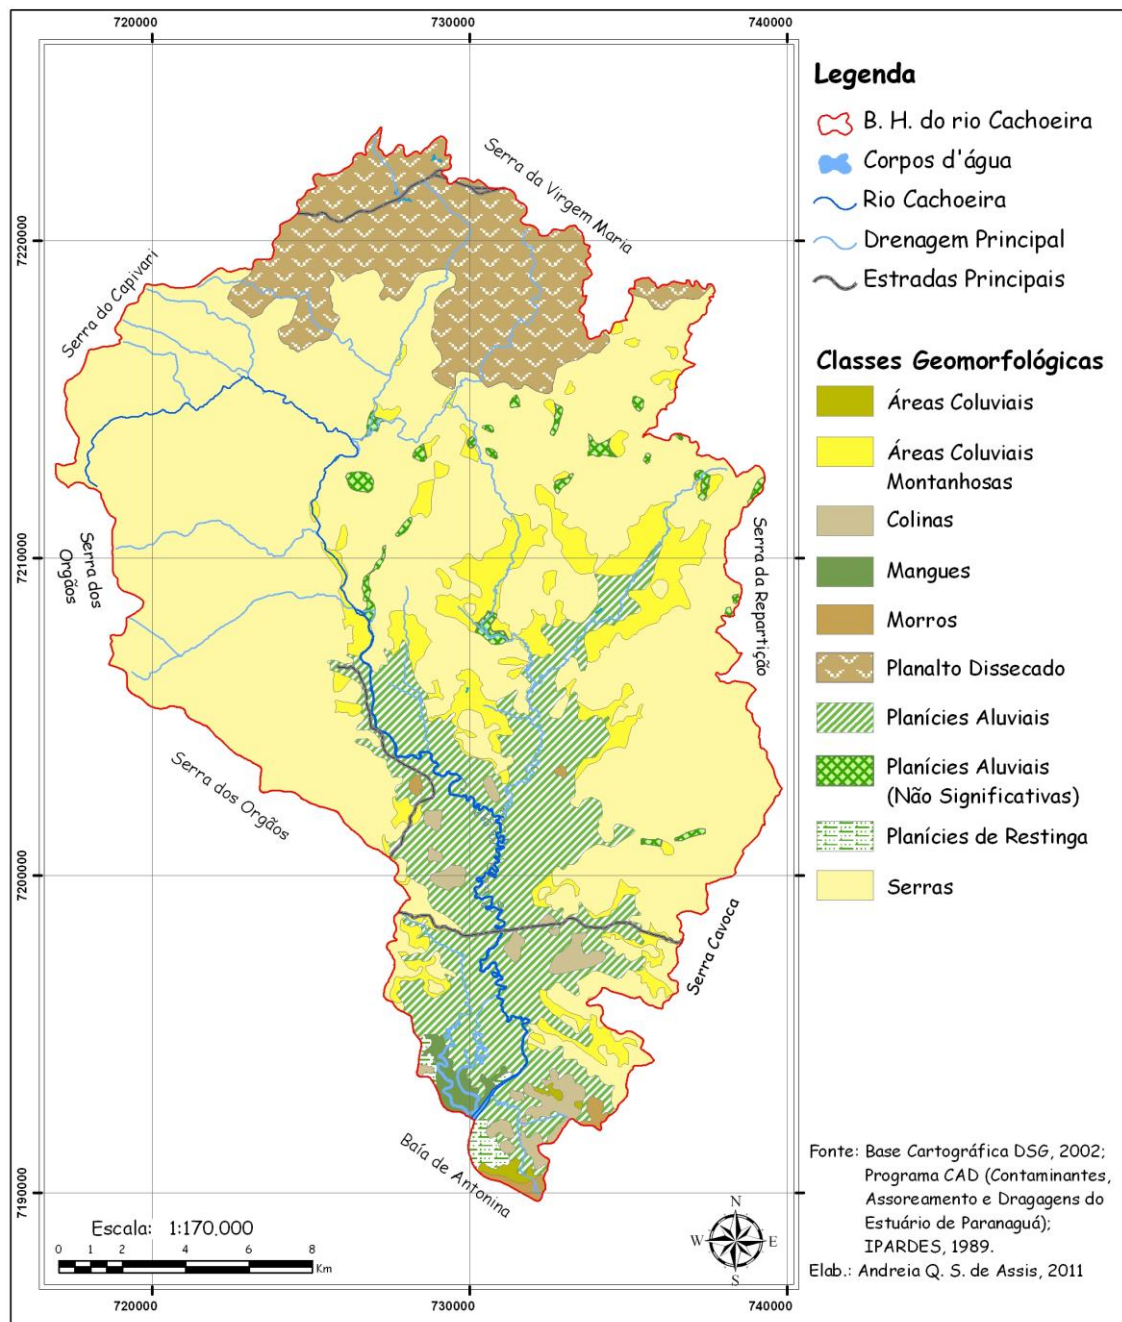 720000
730000
740000
7220000
7210000
7200000
7190000
Serra da Virgem Maria
Serra do Capivari
Serra dos
Orgãos
Serra da Repartição
Serra dos Orgãos
Serra Cavoca
Baía de Antonina
Escala: 1:170.000
0 1 2 4 6 8
Km
N
W E
S
720000
730000
740000
Legenda
B. H. do rio Cachoeira
Corpos d'água
Rio Cachoeira
Drenagem Principal
Estradas Principais
Classes Geomorfológicas
Áreas Coluviais
Áreas Coluviais
Montanhosas
Colinas
Mangues
Morros
Planalto Dissecado
Planícies Aluviais
Planícies Aluviais
(Não Significativas)
Planícies de Restinga
Serras
Fonte: Base Cartográfica DSG, 2002;
Programa CAD (Contaminantes,
Assoreamento e Dragagens do
Estuário de Paranaguá);
IPARDES, 1989.
Elab.: Andreia Q. S. de Assis, 2011